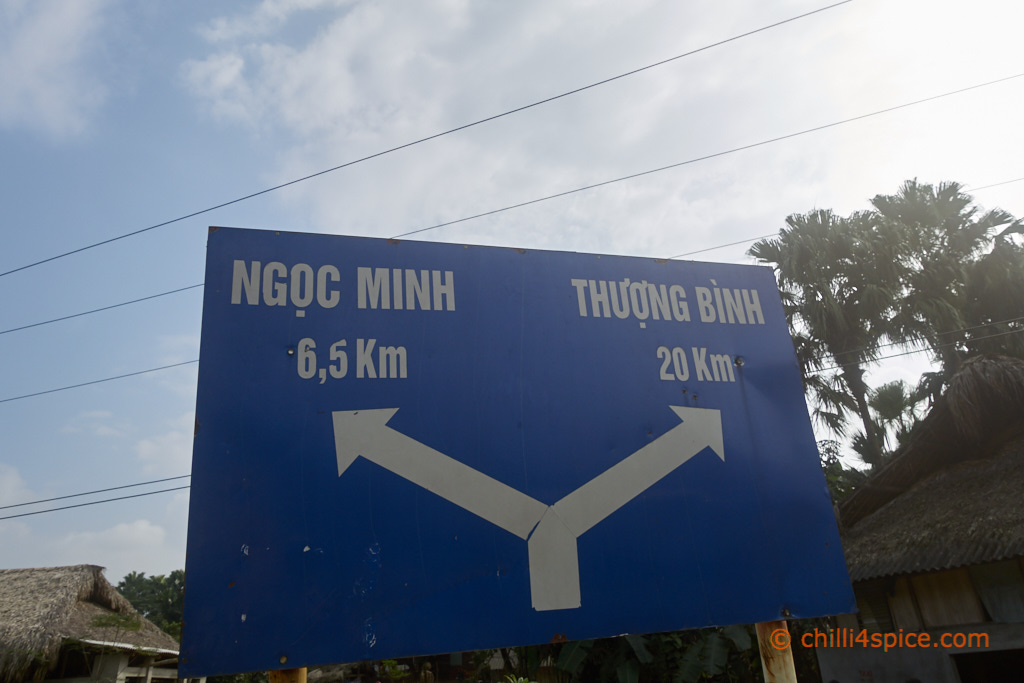 NGỌC MINH
6,5 Km
THƯỢNG BÌNH
20 Km
© chilli4spice.com